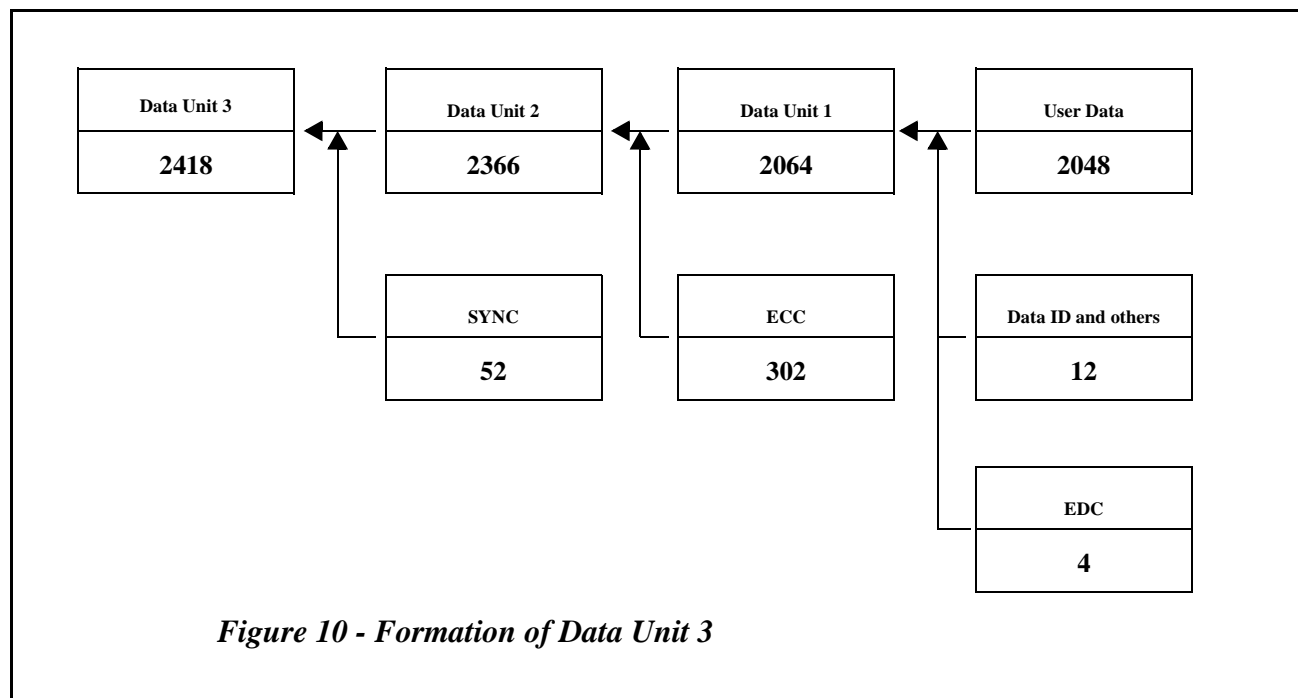 Data Unit 3
2418
Data Unit 2
2366
Data Unit 1
2064
User Data
2048
SYNC
52
ECC
302
Data ID and others
12
EDC
4
Figure 10 - Formation of Data Unit 3